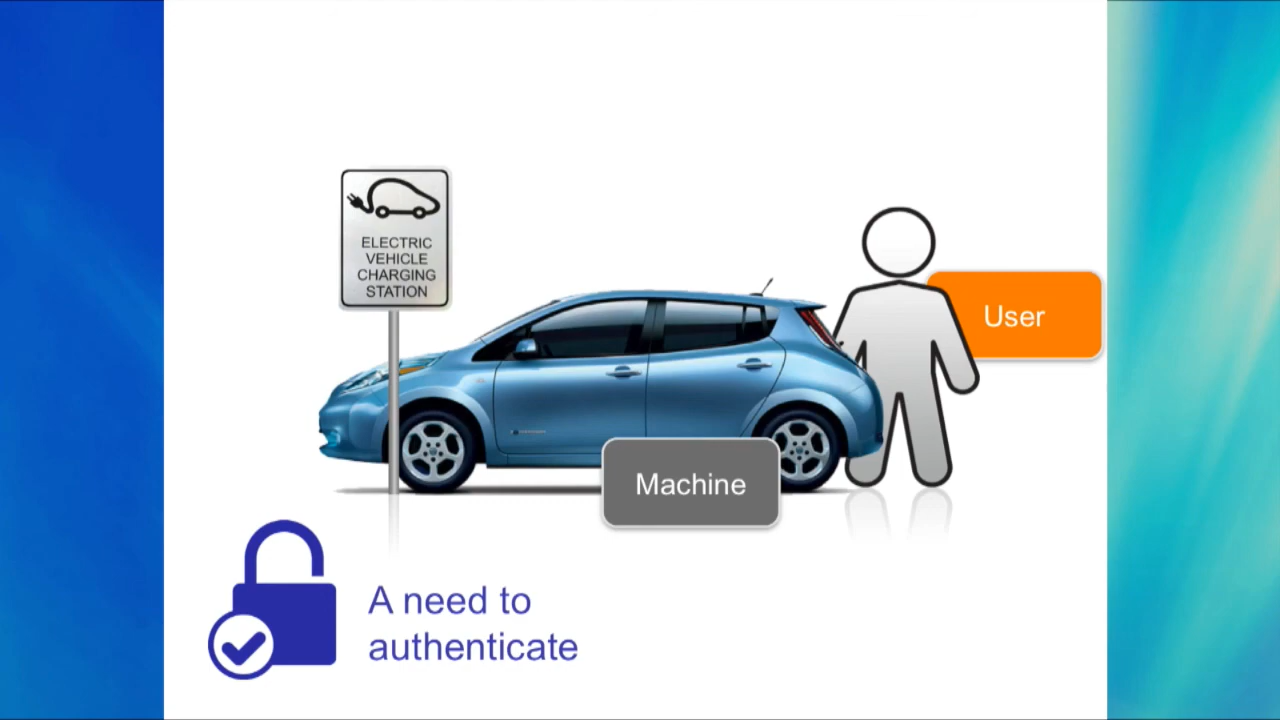 ELECTRIC
VEHICLE
CHARGING
STATION
User
Machine
A need to
authenticate